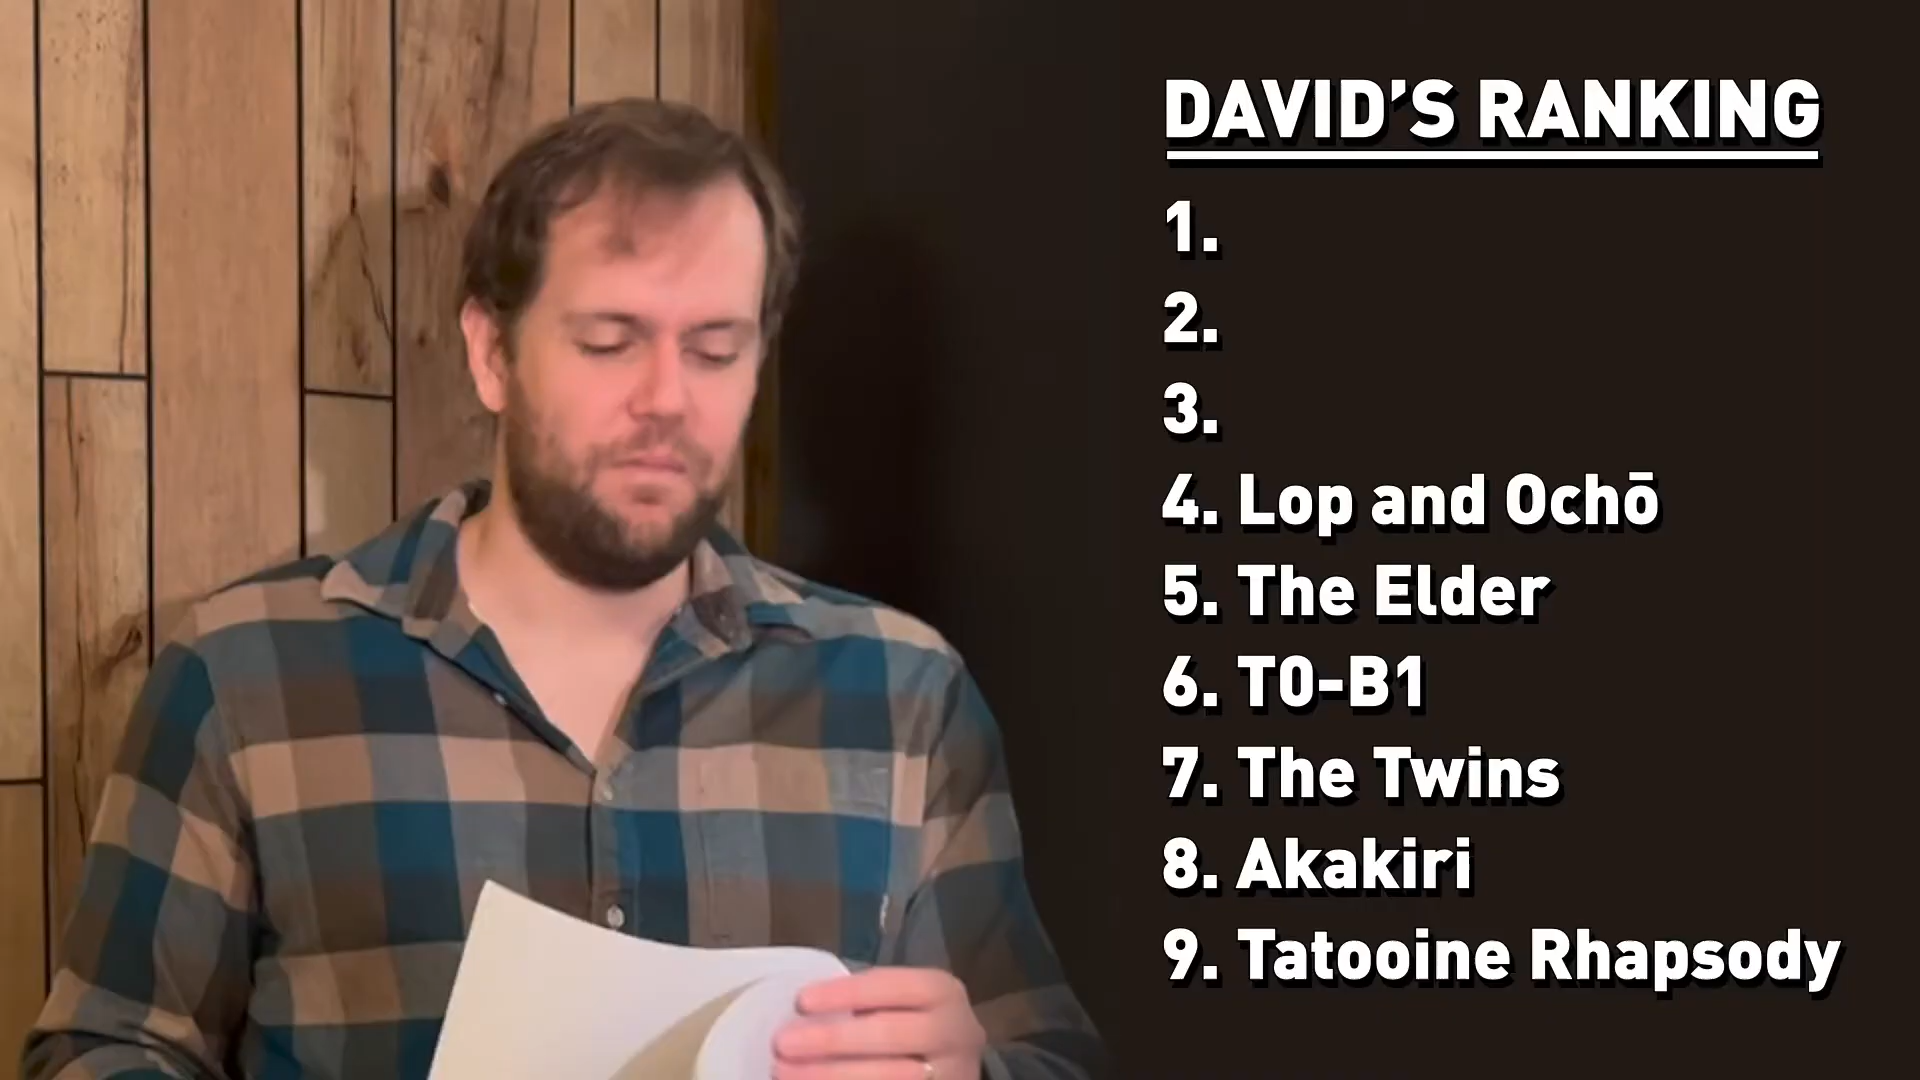 DAVID'S RANKING
1.
2.
3.
4. Lop and Ochō
5. The Elder
6. T0-B1
7. The Twins
8. Akakiri
9. Tatooine Rhapsody